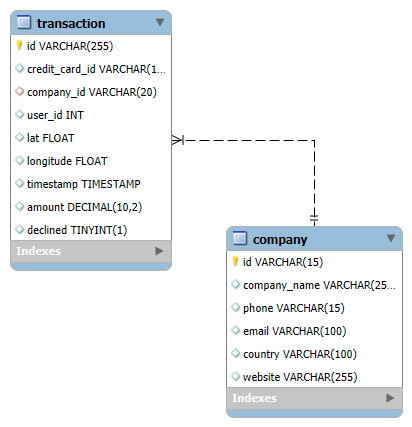 transaction
id VARCHAR(255)
credit_card_id VARCHAR(1...
company_id VARCHAR(20)
user_id INT
lat FLOAT
longitude FLOAT
timestamp TIMESTAMP
amount DECIMAL(10,2)
declined TINYINT(1)
Indexes
company
id VARCHAR(15)
company_name VARCHAR(25...
phone VARCHAR(15)
email VARCHAR(100)
country VARCHAR(100)
website VARCHAR(255)
Indexes